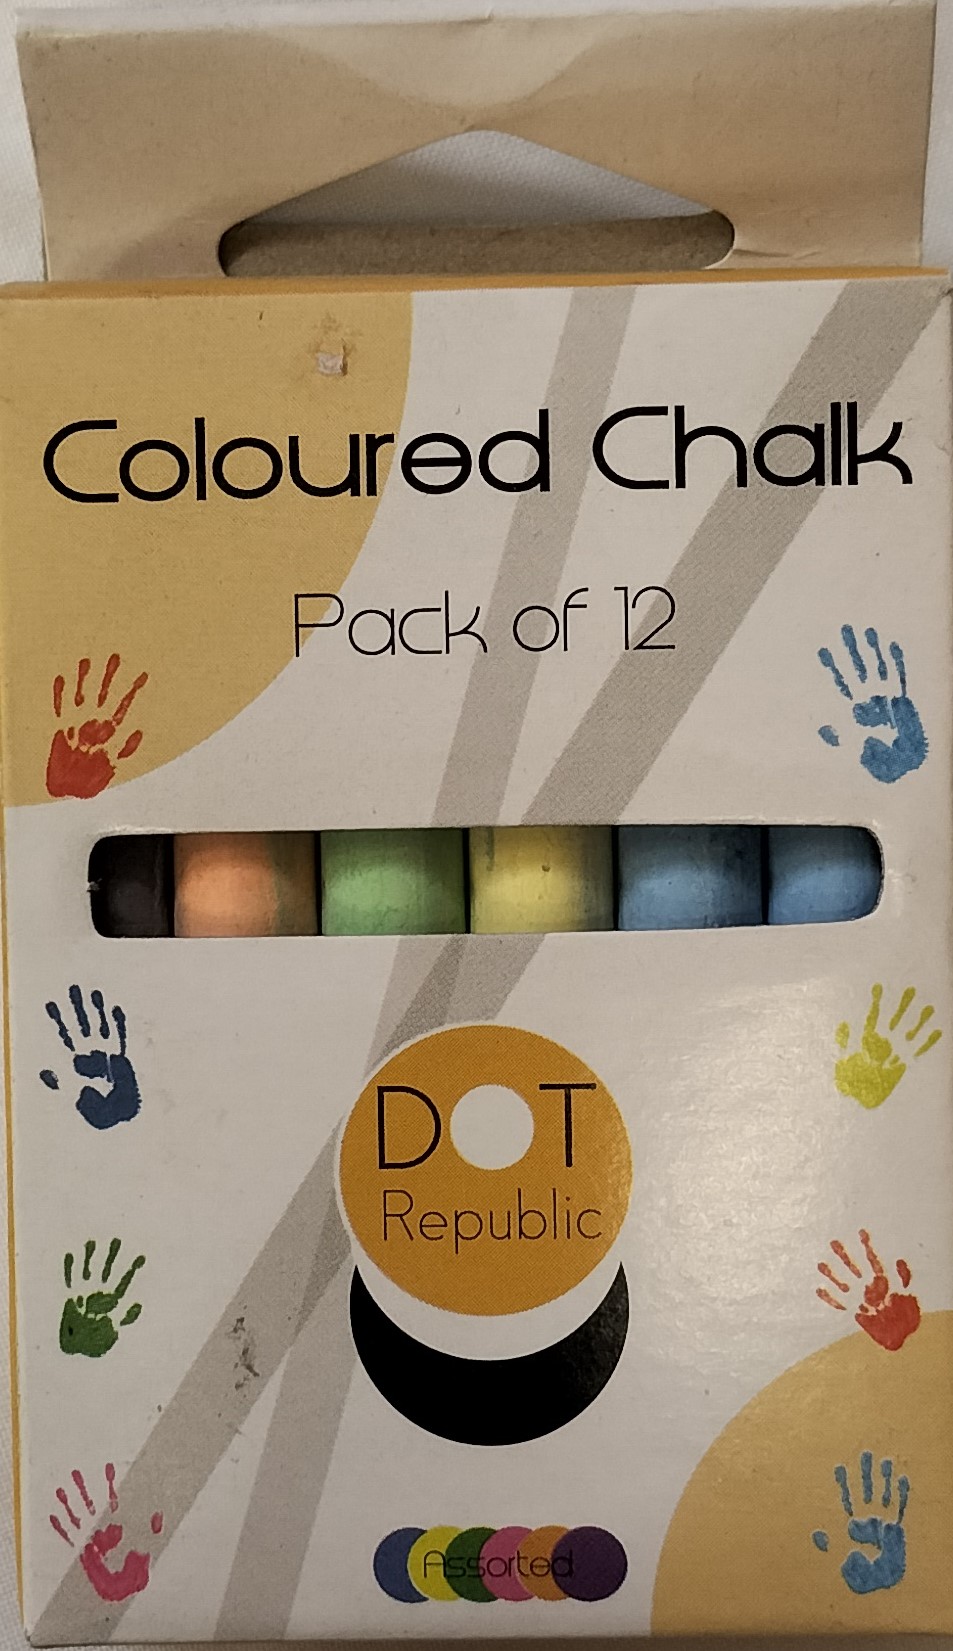 Coloured Chalk
Pack of 12
DOT
Republic
Assorted